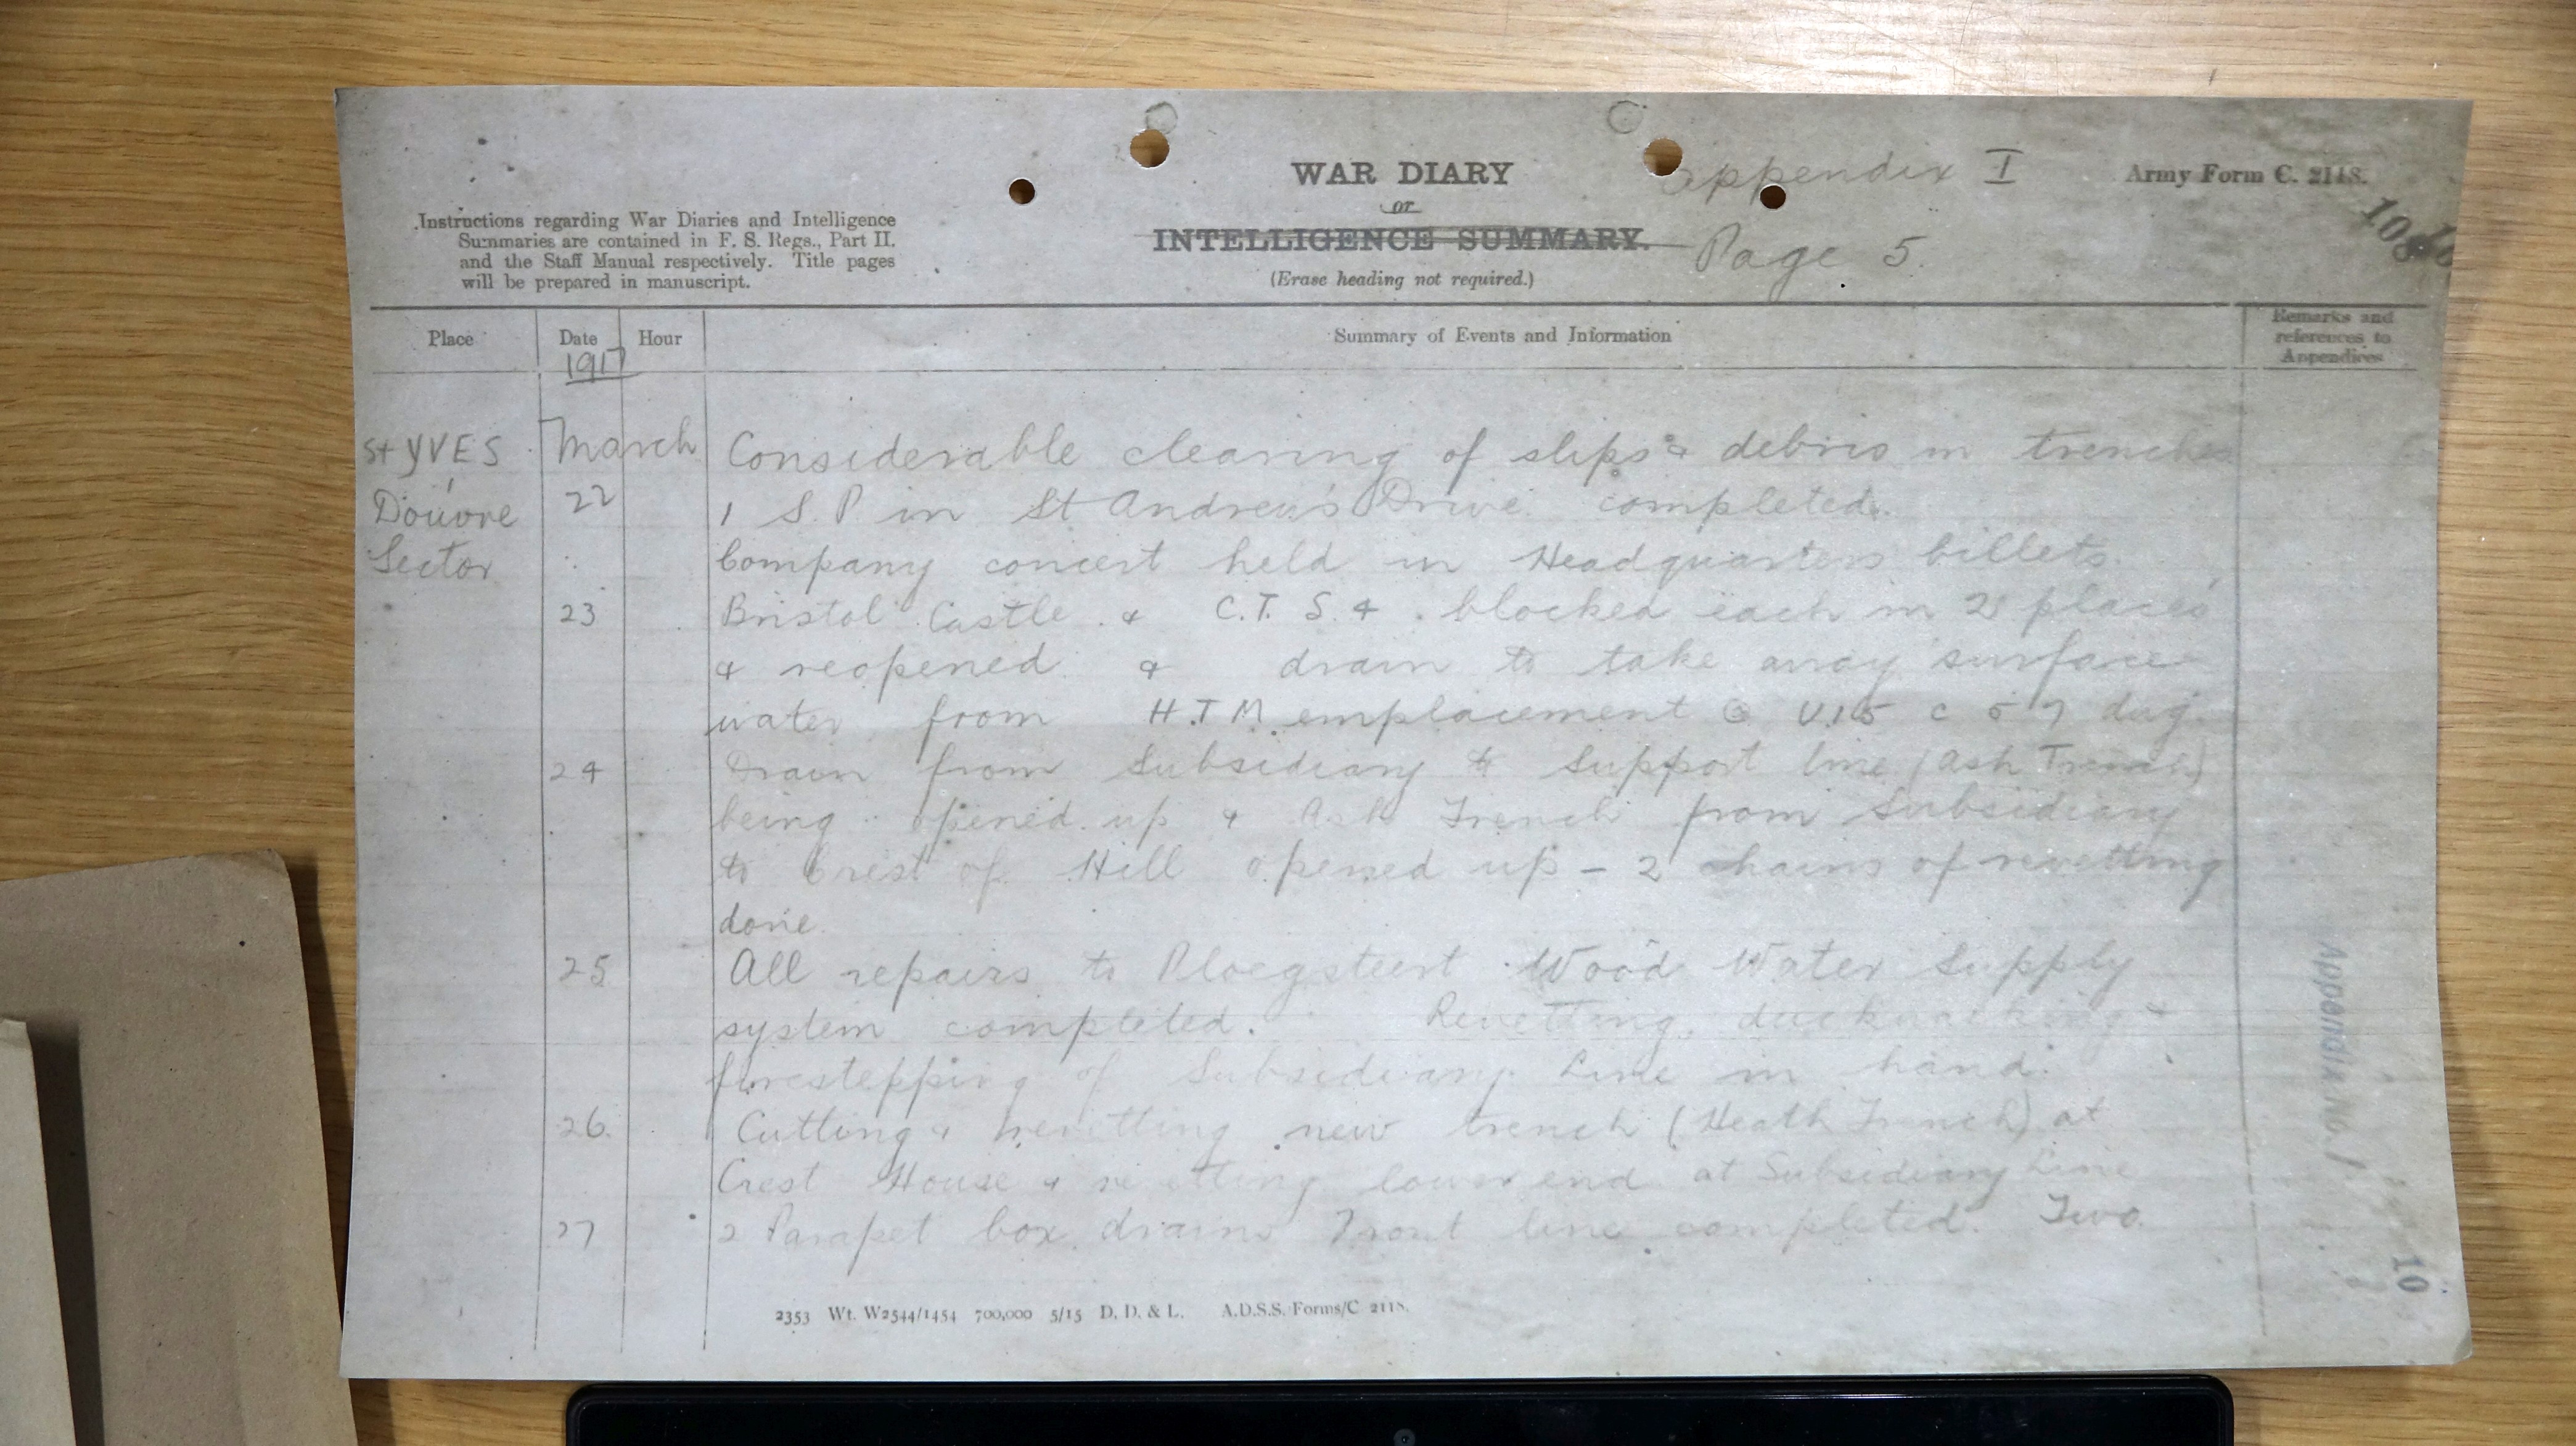 WAR DIARY
or
INTELLIGENCE SUMMARY.
(Erase heading not required.)
Appendix I
Page 5.
Army Form C. 2118.
108
Instructions regarding War Diaries and Intelligence
Summaries are contained in F. S. Regs., Part II.
and the Staff Manual respectively. Title pages
will be prepared in manuscript.
Place Date Hour Summary of Events and Information Remarks and references to Appendices
1917
St YVES March Considerable clearing of slips & debris in trenches
Douvre 22 1 S.P in St Andrew's Drive completed.
Sector Company concert held in Headquarters billets.
23 Bristol Castle & C.T. S.4 blocked each in 2 places
& reopened & drain to take away surface
water from H.T.M. emplacement @ U.15 c 5 7 dug.
24 Drain from Subsidiary to Support line (Ash Trench)
being opened up & Ash Trench from Subsidiary
to Crest of Hill opened up - 2 chains of revetting
done.
25 All repairs to Ploegsteert Wood Water Supply
system completed. Revetting, duckwalking &
firestepping of Subsidiary Line in hand.
26. Cutting & revetting new trench (Heath Trench) at
Crest House & revetting lower end at Subsidiary Line
27 2 Parapet box drains Front line completed. Two
Appendix No. 1
10
2353 Wt. W2544/1454 700,000 5/15 D. D. & L. A.D.S.S. Forms/C 2118.